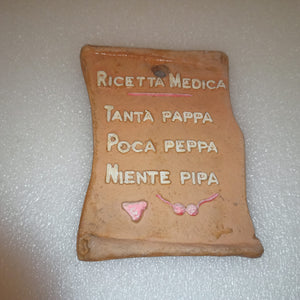 RICETTA MEDICA
TANTA PAPPA
POCA PEPPA
NIENTE PIPA